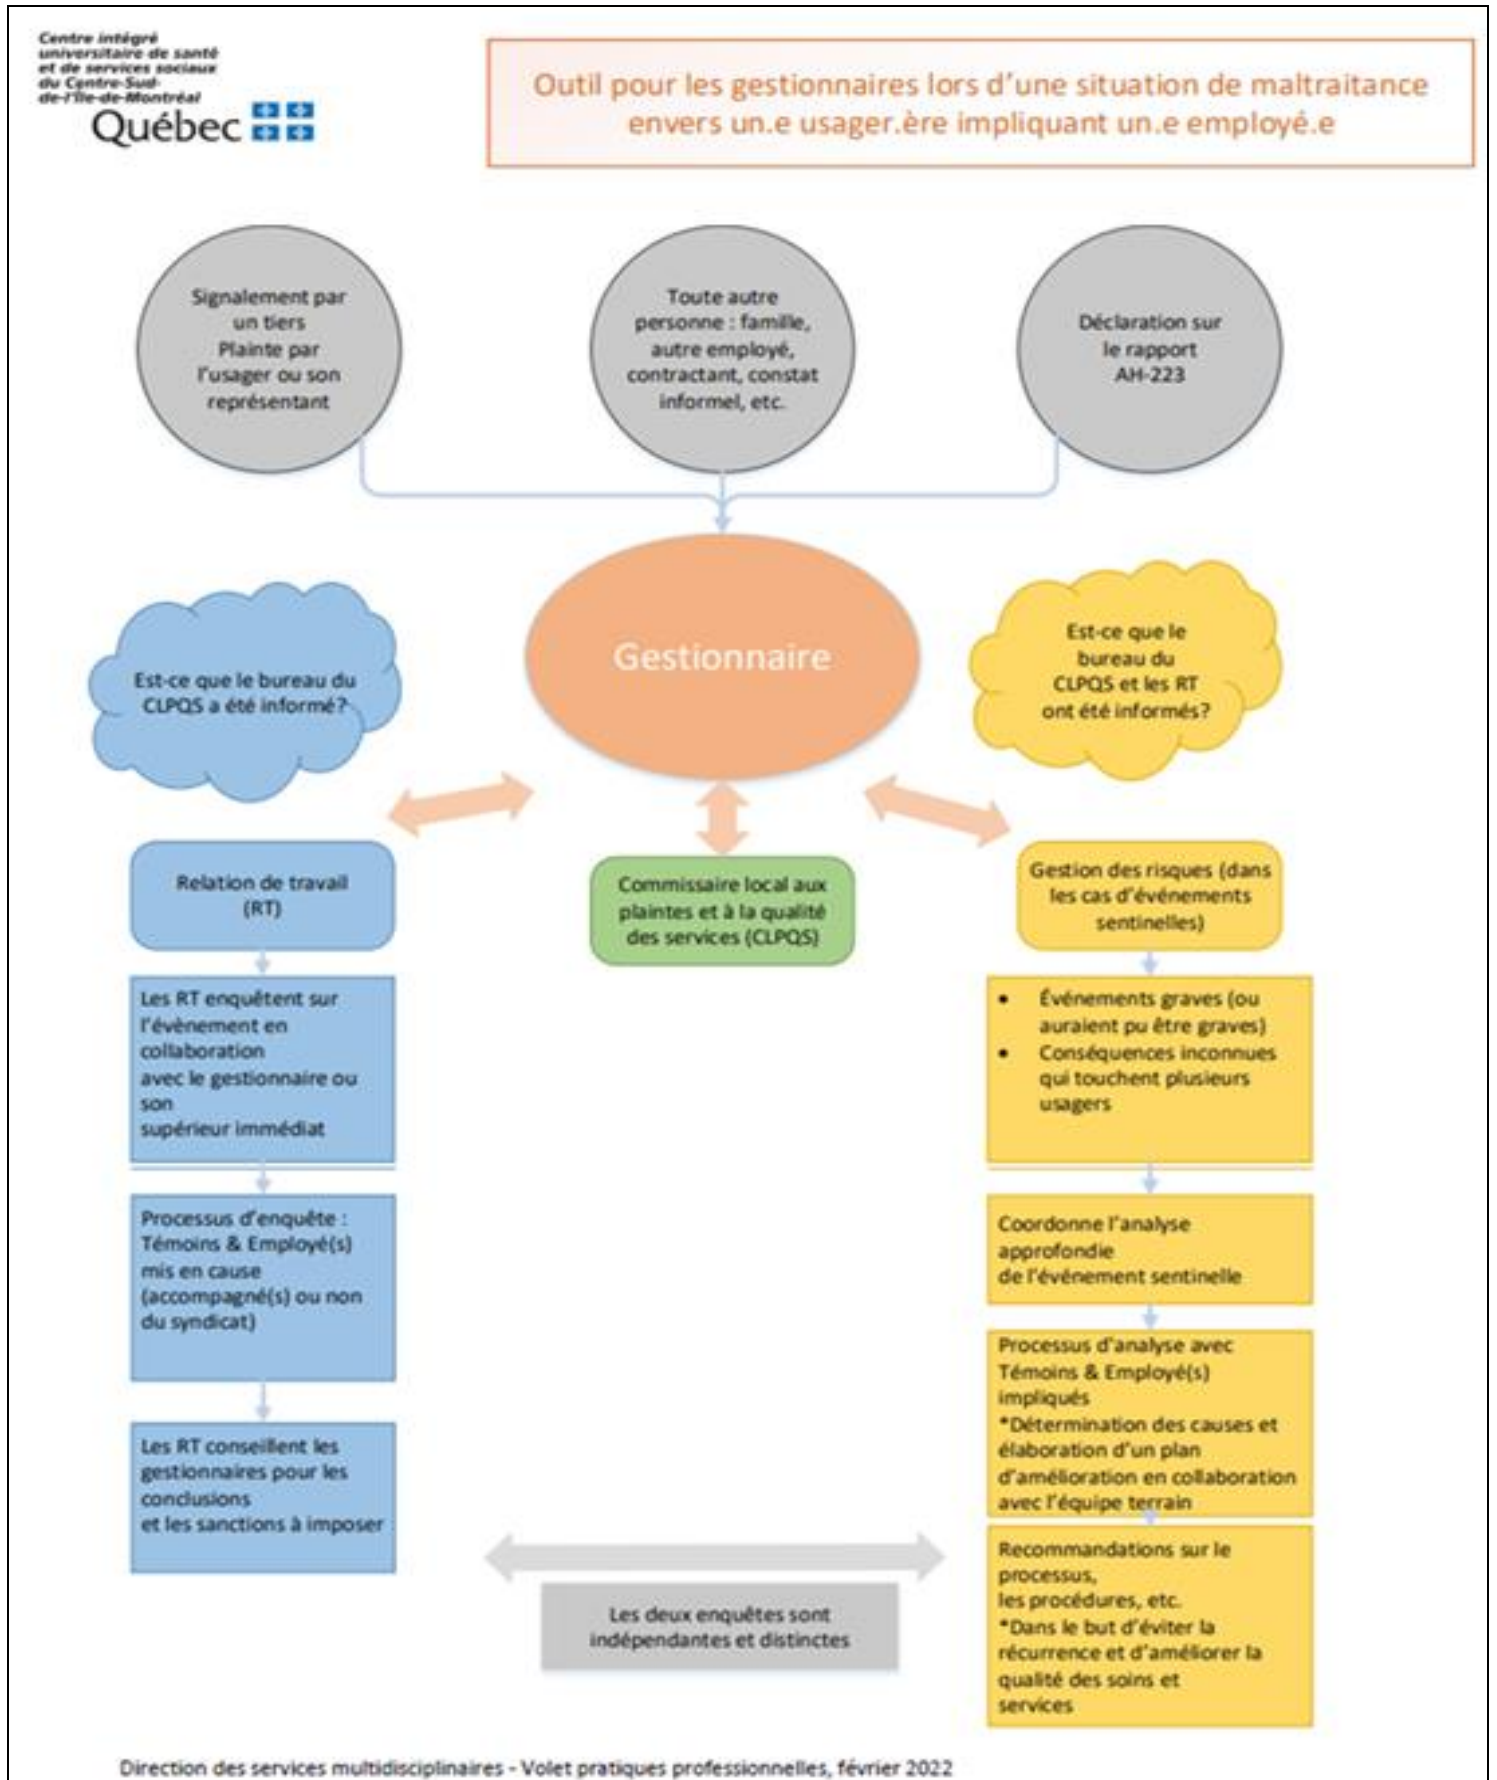 Centre intégré
universitaire de santé
et de services sociaux
du Centre-Sud-
de-l'Île-de-Montréal
Québec
Outil pour les gestionnaires lors d'une situation de maltraitance
envers un.e usager.ère impliquant un.e employé.e
Signalement par
un tiers
Plainte par
l'usager ou son
représentant
Toute autre
personne : famille,
autre employé,
contractant, constat
informel, etc.
Déclaration sur
le rapport
AH-223
Gestionnaire
Est-ce que le bureau du
CLPQS a été informé?
Est-ce que le
bureau du
CLPQS et les RT
ont été informés?
Relation de travail
(RT)
Commissaire local aux
plaintes et à la qualité
des services (CLPQS)
Gestion des risques (dans
les cas d'événements
sentinelles)
Les RT enquêtent sur
l'évènement en
collaboration
avec le gestionnaire ou
son
supérieur immédiat
Processus d'enquête :
Témoins & Employé(s)
mis en cause
(accompagné(s) ou non
du syndicat)
Les RT conseillent les
gestionnaires pour les
conclusions
et les sanctions à imposer
• Événements graves (ou
auraient pu être graves)
• Conséquences inconnues
qui touchent plusieurs
usagers
Coordonne l'analyse
approfondie
de l'événement sentinelle
Processus d'analyse avec
Témoins & Employé(s)
impliqués
*Détermination des causes et
élaboration d'un plan
d'amélioration en collaboration
avec l'équipe terrain
Recommandations sur le
processus,
les procédures, etc.
*Dans le but d'éviter la
récurrence et d'améliorer la
qualité des soins et
services
Les deux enquêtes sont
indépendantes et distinctes
Direction des services multidisciplinaires - Volet pratiques professionnelles, février 2022